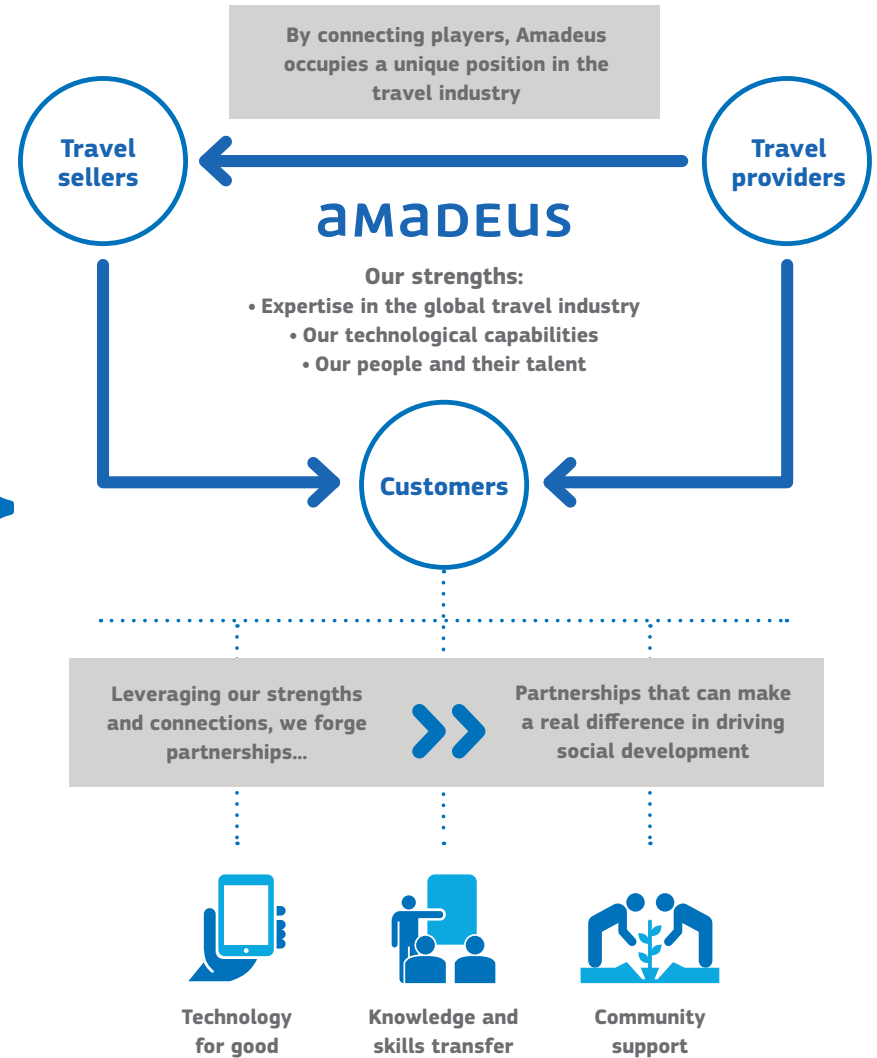 By connecting players, Amadeus
occupies a unique position in the
travel industry
Travel
sellers
Travel
providers
amadeus
Our strengths:
• Expertise in the global travel industry
• Our technological capabilities
• Our people and their talent
Customers
Leveraging our strengths
and connections, we forge
partnerships...
Partnerships that can make
a real difference in driving
social development
Technology
for good
Knowledge and
skills transfer
Community
support